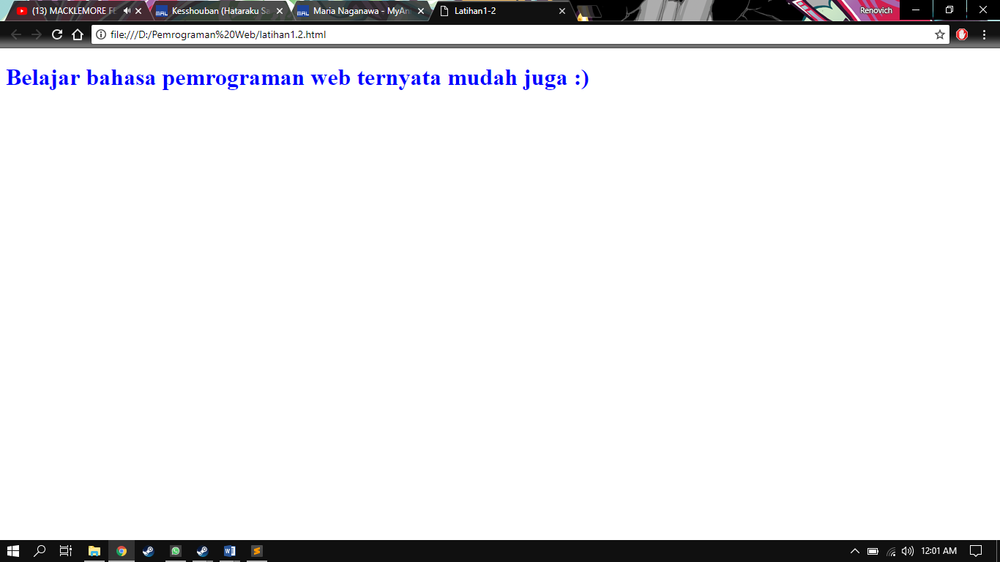 (13) MACKLEMORE FE
Kesshouban (Hataraku Sa
Maria Naganawa - MyAn
Latihan1-2
Renovich
file:///D:/Pemrograman%20Web/latihan1.2.html
Belajar bahasa pemrograman web ternyata mudah juga :)
12:01 AM